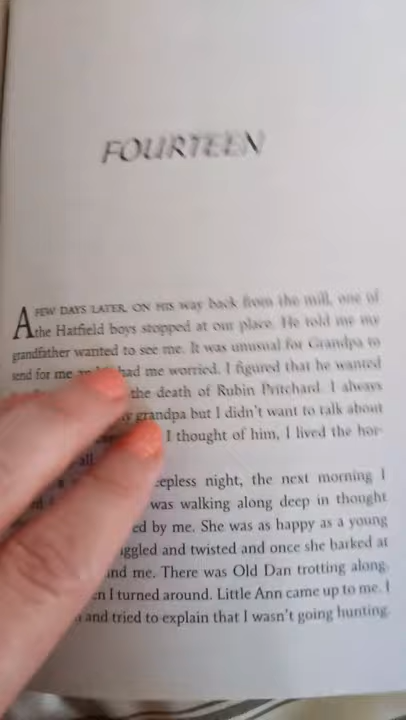 FOURTEEN
A FEW DAYS LATER, ON HIS way back from the mill, one of
the Hatfield boys stopped at our place. He told me my
grandfather wanted to see me. It was unusual for Grandpa to
send for me had me worried. I figured that he wanted
the death of Rubin Pritchard. I always
grandpa but I didn't want to talk about
I thought of him, I lived the hor-
all
eepless night, the next morning I
was walking along deep in thought
ed by me. She was as happy as a young
iggled and twisted and once she barked at
ind me. There was Old Dan trotting along.
en I turned around. Little Ann came up to me. I
and tried to explain that I wasn't going hunting.